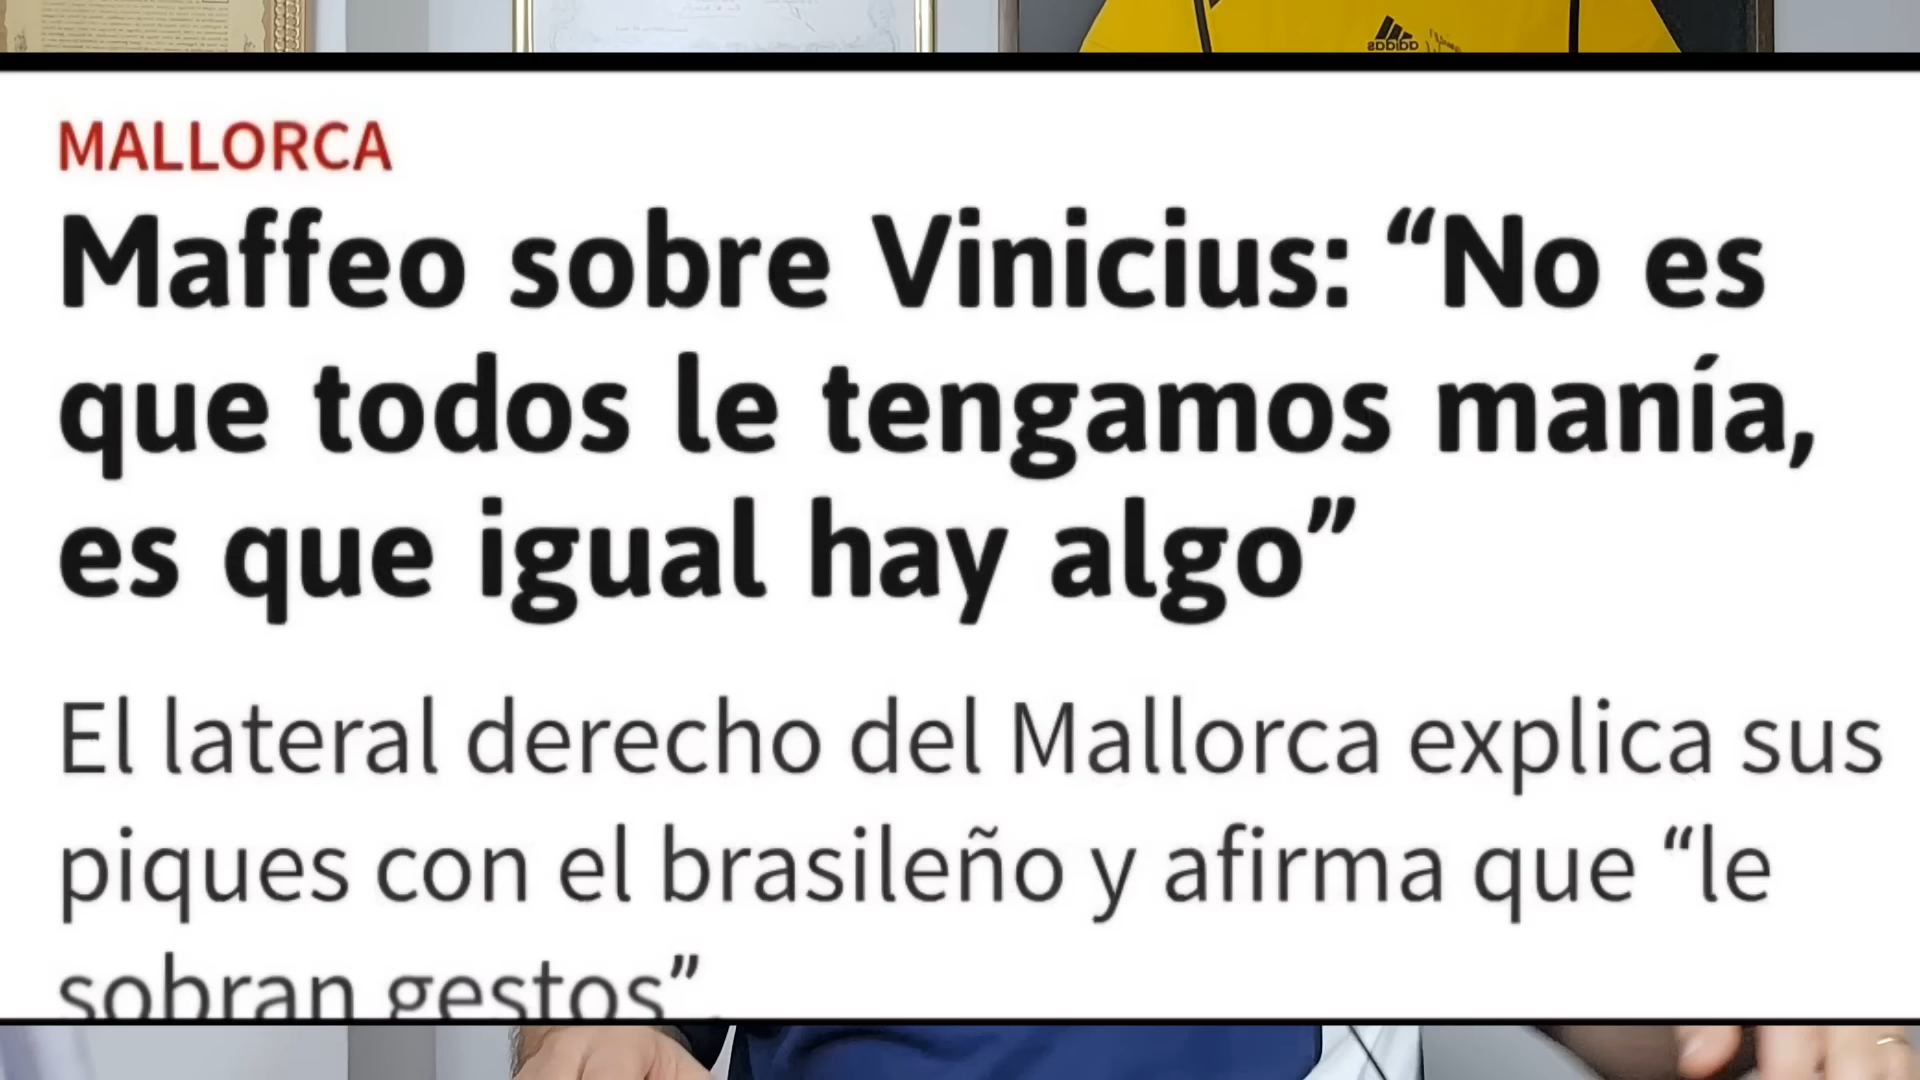 MALLORCA
Maffeo sobre Vinicius: “No es
que todos le tengamos manía,
es que igual hay algo”
El lateral derecho del Mallorca explica sus
piques con el brasileño y afirma que “le
sobran gestos”.
adidas